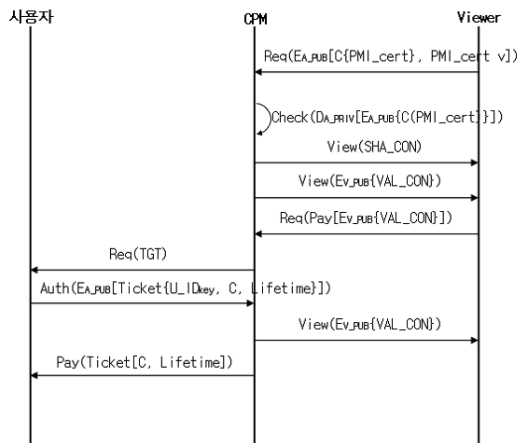 사용자 CPM Viewer
Req(EA_PUB[C{PMI_cert}, PMI_cert v])
Check(DA_PRIV[EA_PUB{C(PMI_cert)}])
View(SHA_CON)
View(EV_PUB{VAL_CON})
Req(Pay[EV_PUB{VAL_CON}])
Req(TGT)
Auth(EA_PUB[Ticket{U_IDkey, C, Lifetime}])
View(EV_PUB{VAL_CON})
Pay(Ticket[C, Lifetime])